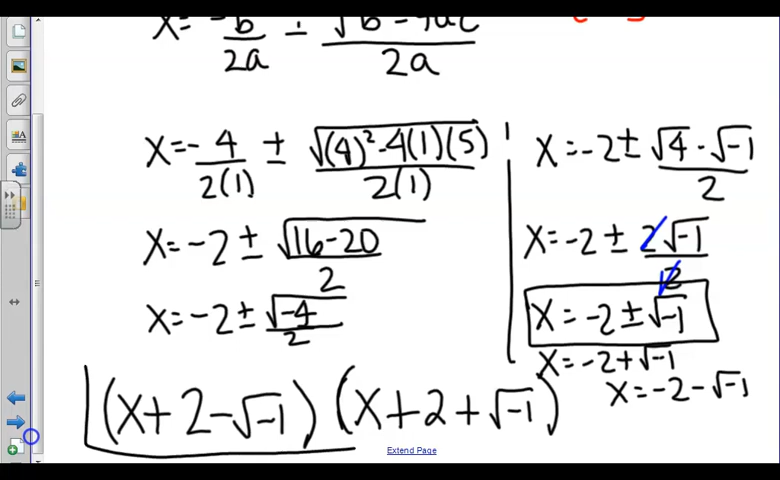 x = -b/2a ± √b - 4ac/2a
x = -4/2(1) ± √(4)² - 4(1)(5)/2(1)
x = -2 ± √16-20/2
x = -2 ± √-4/2
x = -2 ± √4 · √-1/2
x = -2 ± 2√-1/2
x = -2 ± √-1
x = -2 + √-1
x = -2 - √-1
(x + 2 - √-1)(x + 2 + √-1)
Extend Page